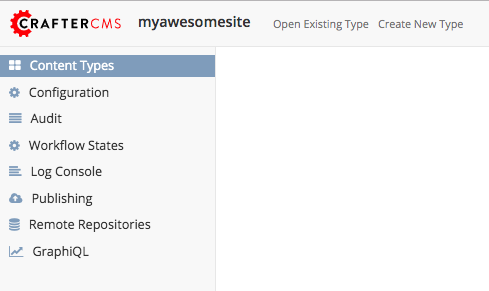 CRAFTERCMS myawesomesite Open Existing Type Create New Type
Content Types
Configuration
Audit
Workflow States
Log Console
Publishing
Remote Repositories
GraphiQL